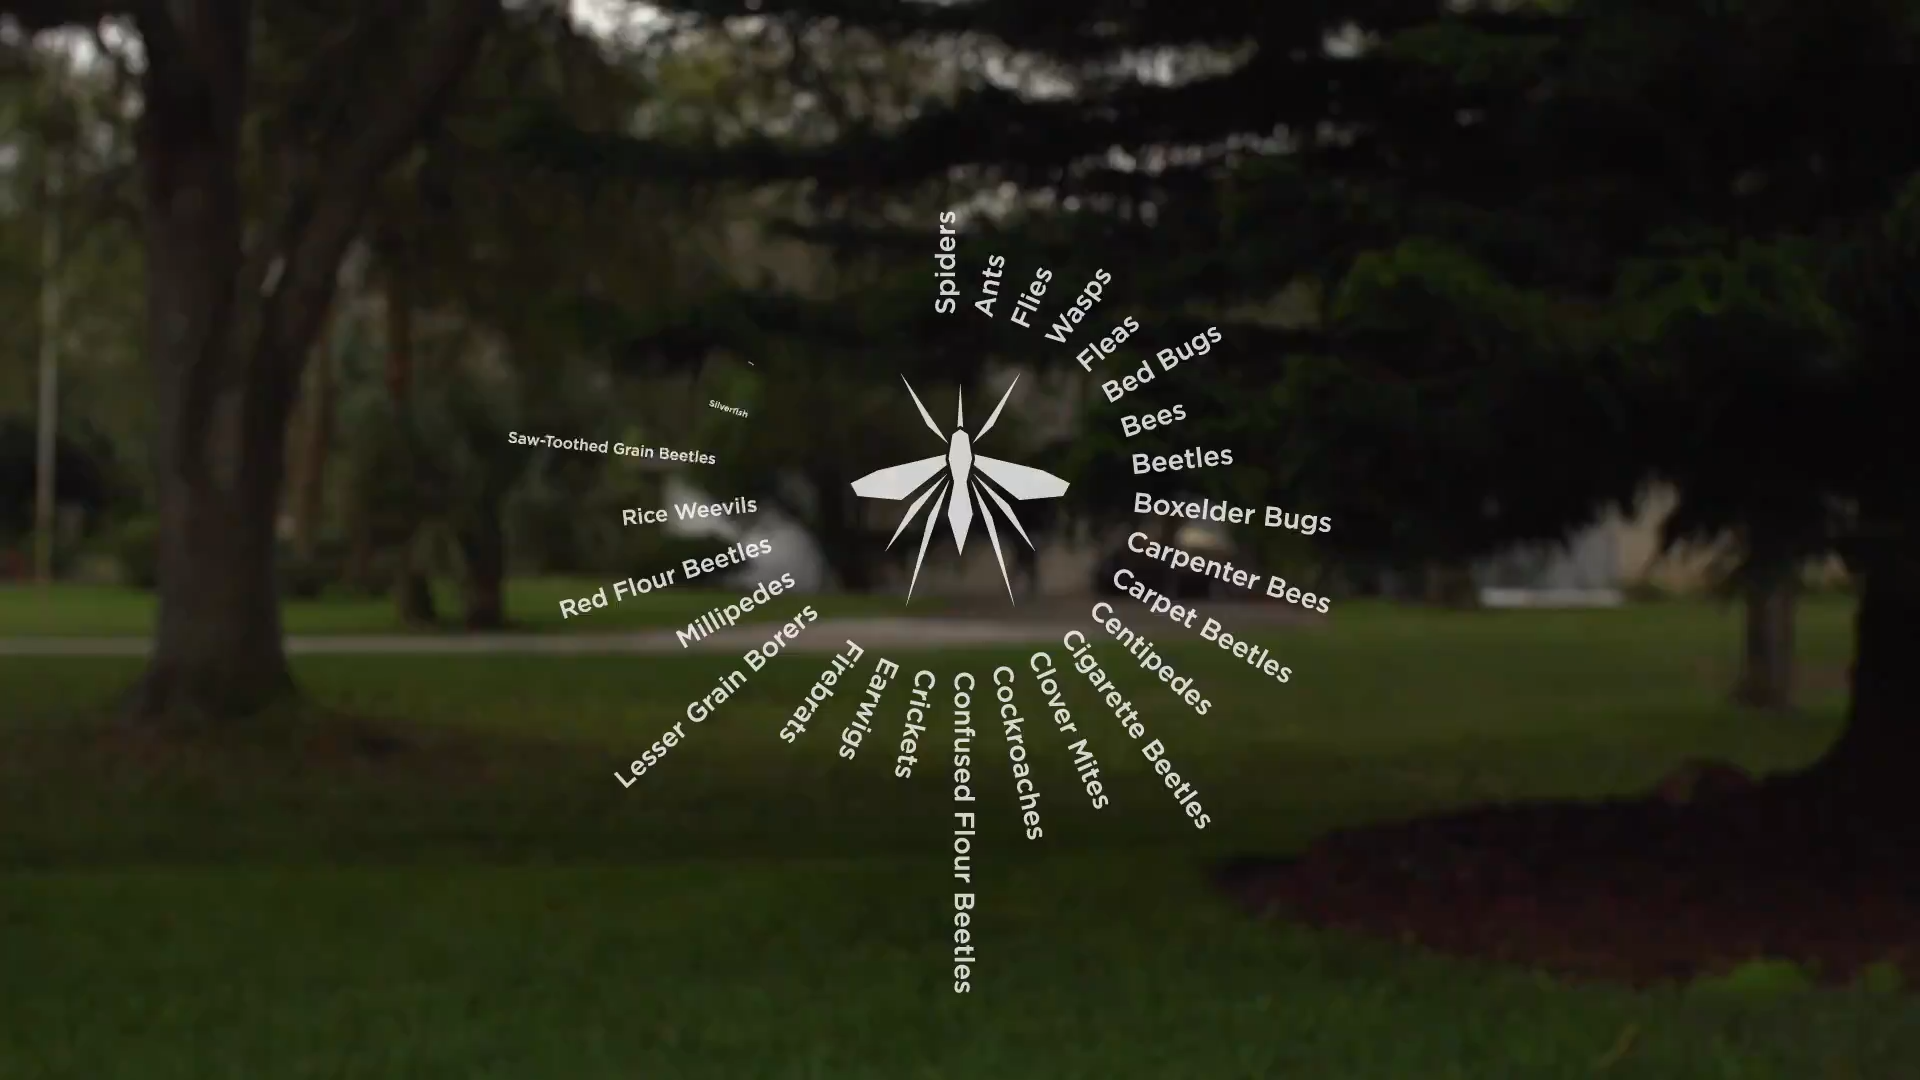 Spiders
Ants
Flies
Wasps
Fleas
Bed Bugs
Bees
Beetles
Boxelder Bugs
Carpenter Bees
Carpet Beetles
Centipedes
Cigarette Beetles
Clover Mites
Cockroaches
Confused Flour Beetles
Crickets
Earwigs
Firebrats
Lesser Grain Borers
Millipedes
Red Flour Beetles
Rice Weevils
Saw-Toothed Grain Beetles
Silverfish